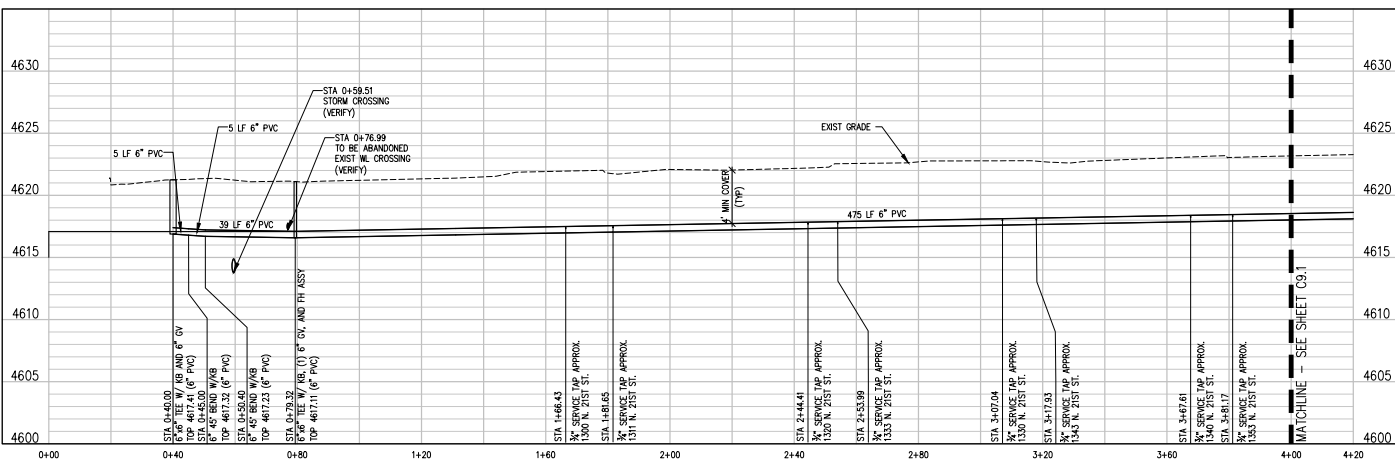 4630
4625
4620
4615
4610
4605
4600
5 LF 6" PVC
5 LF 6" PVC
STA 0+59.51
STORM CROSSING
(VERIFY)
STA 0+76.99
TO BE ABANDONED
EXIST WL CROSSING
(VERIFY)
39 LF 6" PVC
4' MIN COVER
(TYP)
EXIST GRADE
475 LF 6" PVC
STA 0+40.00
6"x6" TEE W/ KB AND 6" GV
TOP 4617.41 (6" PVC)
STA 0+45.00
6" 45° BEND W/KB
TOP 4617.32 (6" PVC)
STA 0+50.40
6" 45° BEND W/KB
TOP 4617.23 (6" PVC)
STA 0+79.32
6"x6" TEE W/ KB, (1) 6" GV, AND FH ASSY
TOP 4617.11 (6" PVC)
STA 1+66.43
¾" SERVICE TAP APPROX.
1300 N. 21ST ST.
STA 1+81.65
¾" SERVICE TAP APPROX.
1311 N. 21ST ST.
STA 2+44.41
¾" SERVICE TAP APPROX.
1320 N. 21ST ST.
STA 2+53.99
¾" SERVICE TAP APPROX.
1333 N. 21ST ST.
STA 3+07.04
¾" SERVICE TAP APPROX.
1330 N. 21ST ST.
STA 3+17.93
¾" SERVICE TAP APPROX.
1343 N. 21ST ST.
STA 3+67.61
¾" SERVICE TAP APPROX.
1340 N. 21ST ST.
STA 3+81.17
¾" SERVICE TAP APPROX.
1353 N. 21ST ST.
MATCHLINE - SEE SHEET C9.1
4630
4625
4620
4615
4610
4605
4600
0+00
0+40
0+80
1+20
1+60
2+00
2+40
2+80
3+20
3+60
4+00
4+20